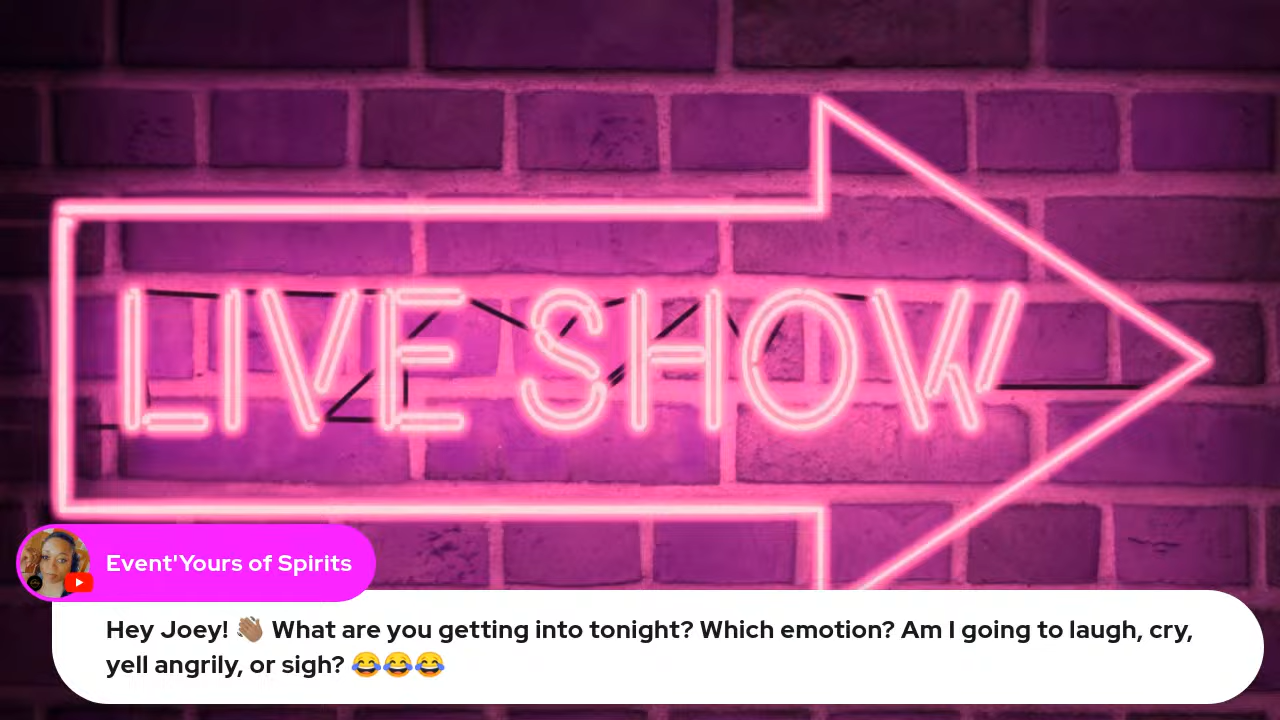 LIVE SHOW
Event'Yours of Spirits
Hey Joey! 👋🏽 What are you getting into tonight? Which emotion? Am I going to laugh, cry,
yell angrily, or sigh? 😂😂😂